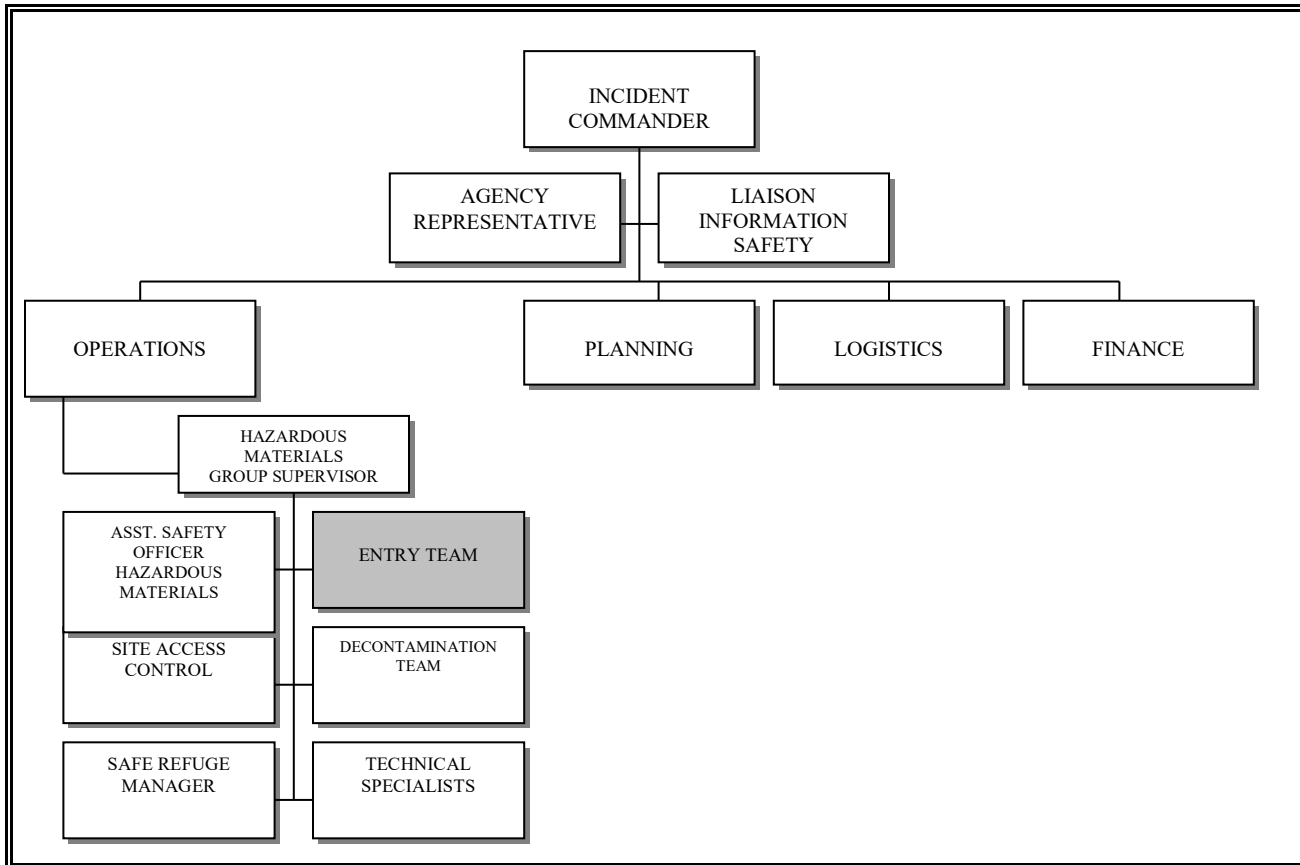 INCIDENT
COMMANDER
AGENCY
REPRESENTATIVE
LIAISON
INFORMATION
SAFETY
OPERATIONS
PLANNING
LOGISTICS
FINANCE
HAZARDOUS
MATERIALS
GROUP SUPERVISOR
ASST. SAFETY
OFFICER
HAZARDOUS
MATERIALS
ENTRY TEAM
SITE ACCESS
CONTROL
DECONTAMINATION
TEAM
SAFE REFUGE
MANAGER
TECHNICAL
SPECIALISTS